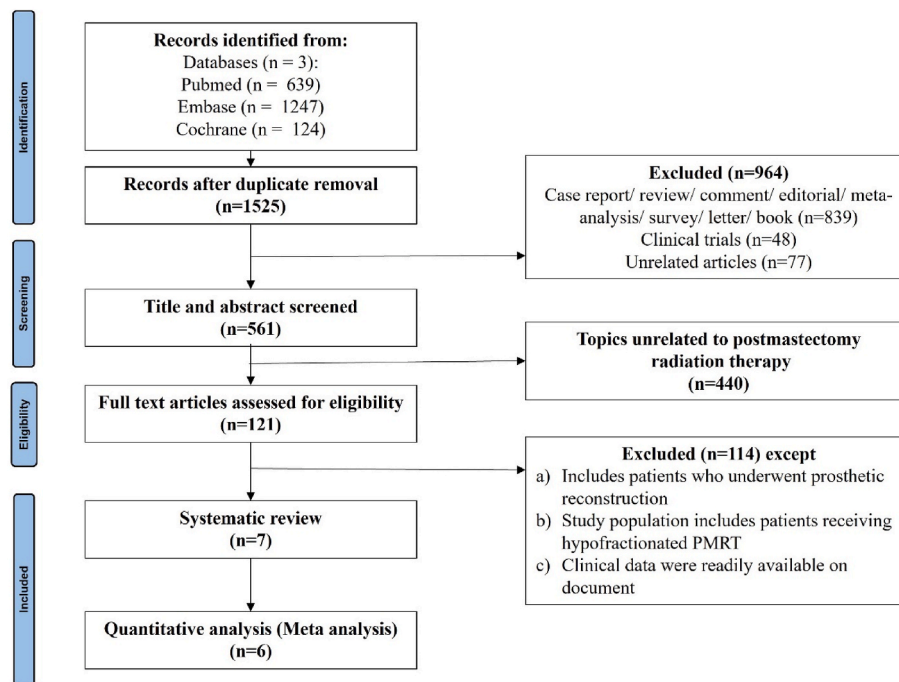 Identification
Records identified from:
Databases (n = 3):
Pubmed (n = 639)
Embase (n = 1247)
Cochrane (n = 124)
Records after duplicate removal
(n=1525)
Excluded (n=964)
Case report/ review/ comment/ editorial/ meta-
analysis/ survey/ letter/ book (n=839)
Clinical trials (n=48)
Unrelated articles (n=77)
Screening
Title and abstract screened
(n=561)
Topics unrelated to postmastectomy
radiation therapy
(n=440)
Eligibility
Full text articles assessed for eligibility
(n=121)
Excluded (n=114) except
a) Includes patients who underwent prosthetic
reconstruction
b) Study population includes patients receiving
hypofractionated PMRT
c) Clinical data were readily available on
document
Included
Systematic review
(n=7)
Quantitative analysis (Meta analysis)
(n=6)